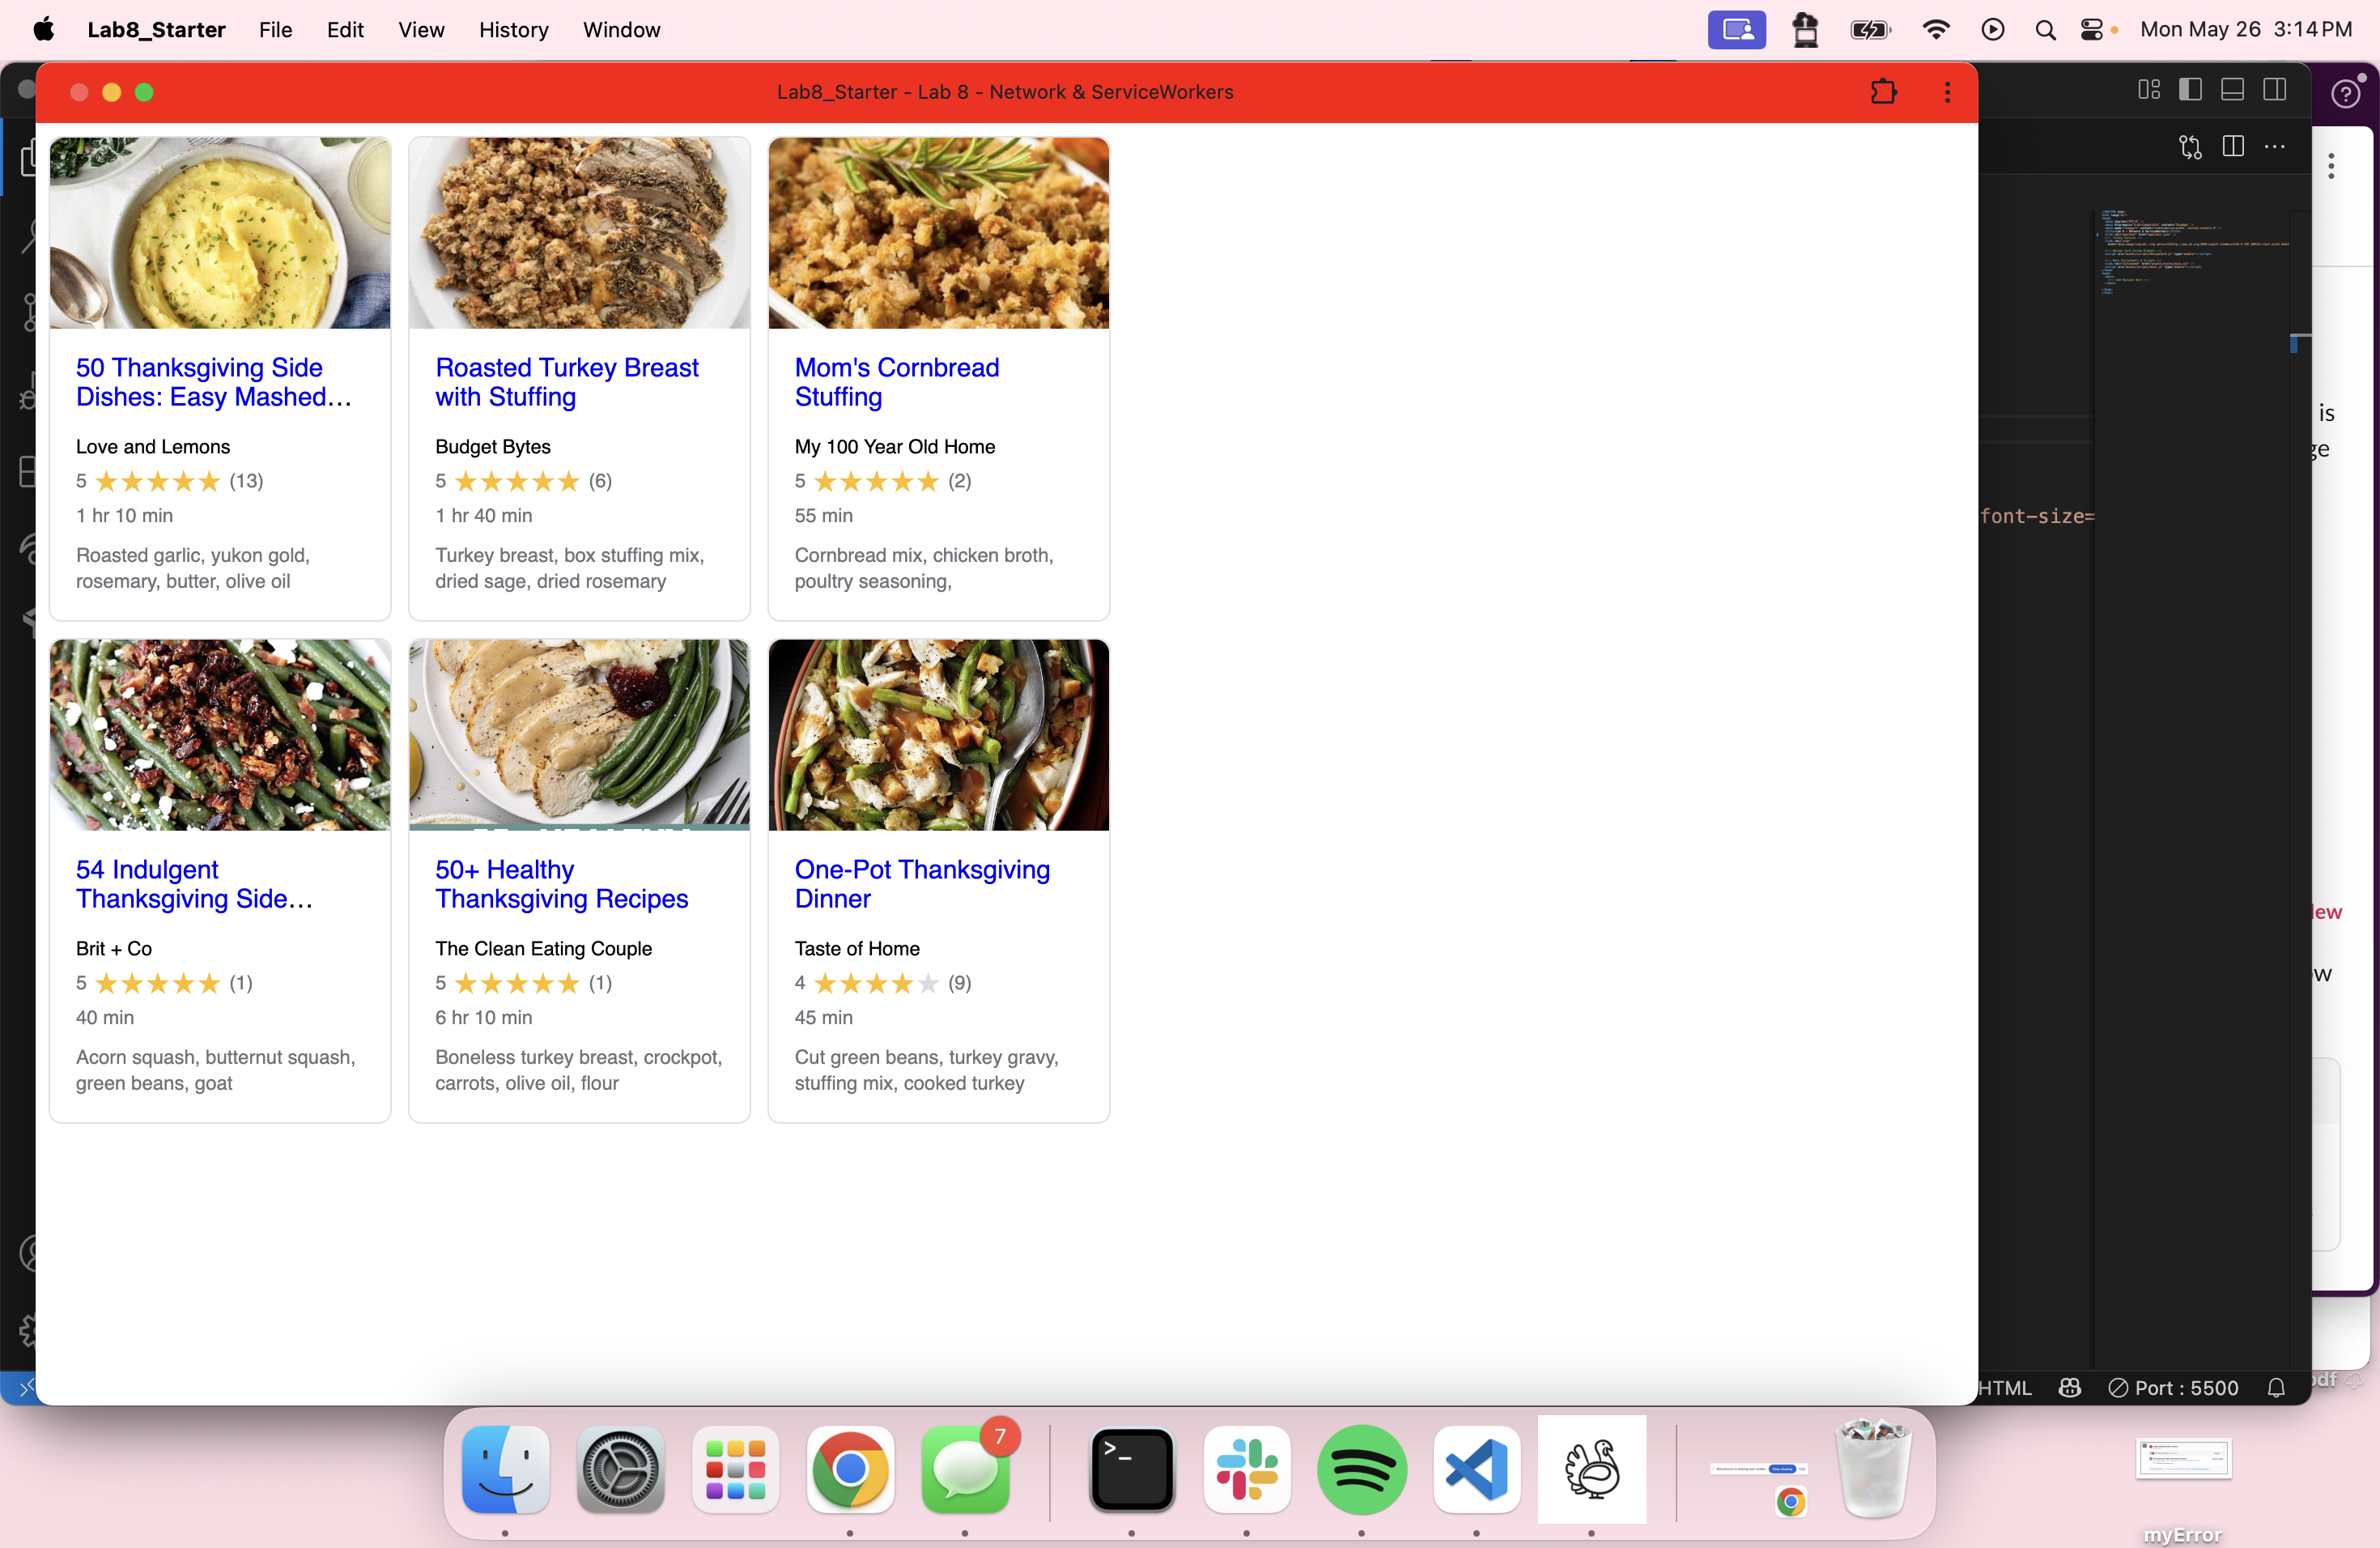 Lab8_Starter File Edit View History Window
Mon May 26 3:14 PM
Lab8_Starter - Lab 8 - Network & ServiceWorkers
50 Thanksgiving Side
Dishes: Easy Mashed...
Love and Lemons
5 (13)
1 hr 10 min
Roasted garlic, yukon gold,
rosemary, butter, olive oil
Roasted Turkey Breast
with Stuffing
Budget Bytes
5 (6)
1 hr 40 min
Turkey breast, box stuffing mix,
dried sage, dried rosemary
Mom's Cornbread
Stuffing
My 100 Year Old Home
5 (2)
55 min
Cornbread mix, chicken broth,
poultry seasoning,
54 Indulgent
Thanksgiving Side...
Brit + Co
5 (1)
40 min
Acorn squash, butternut squash,
green beans, goat
50+ Healthy
Thanksgiving Recipes
The Clean Eating Couple
5 (1)
6 hr 10 min
Boneless turkey breast, crockpot,
carrots, olive oil, flour
One-Pot Thanksgiving
Dinner
Taste of Home
4 (9)
45 min
Cut green beans, turkey gravy,
stuffing mix, cooked turkey
is
ge
font-size=
ew
ow
HTML
Port : 5500
pdf
7
myError